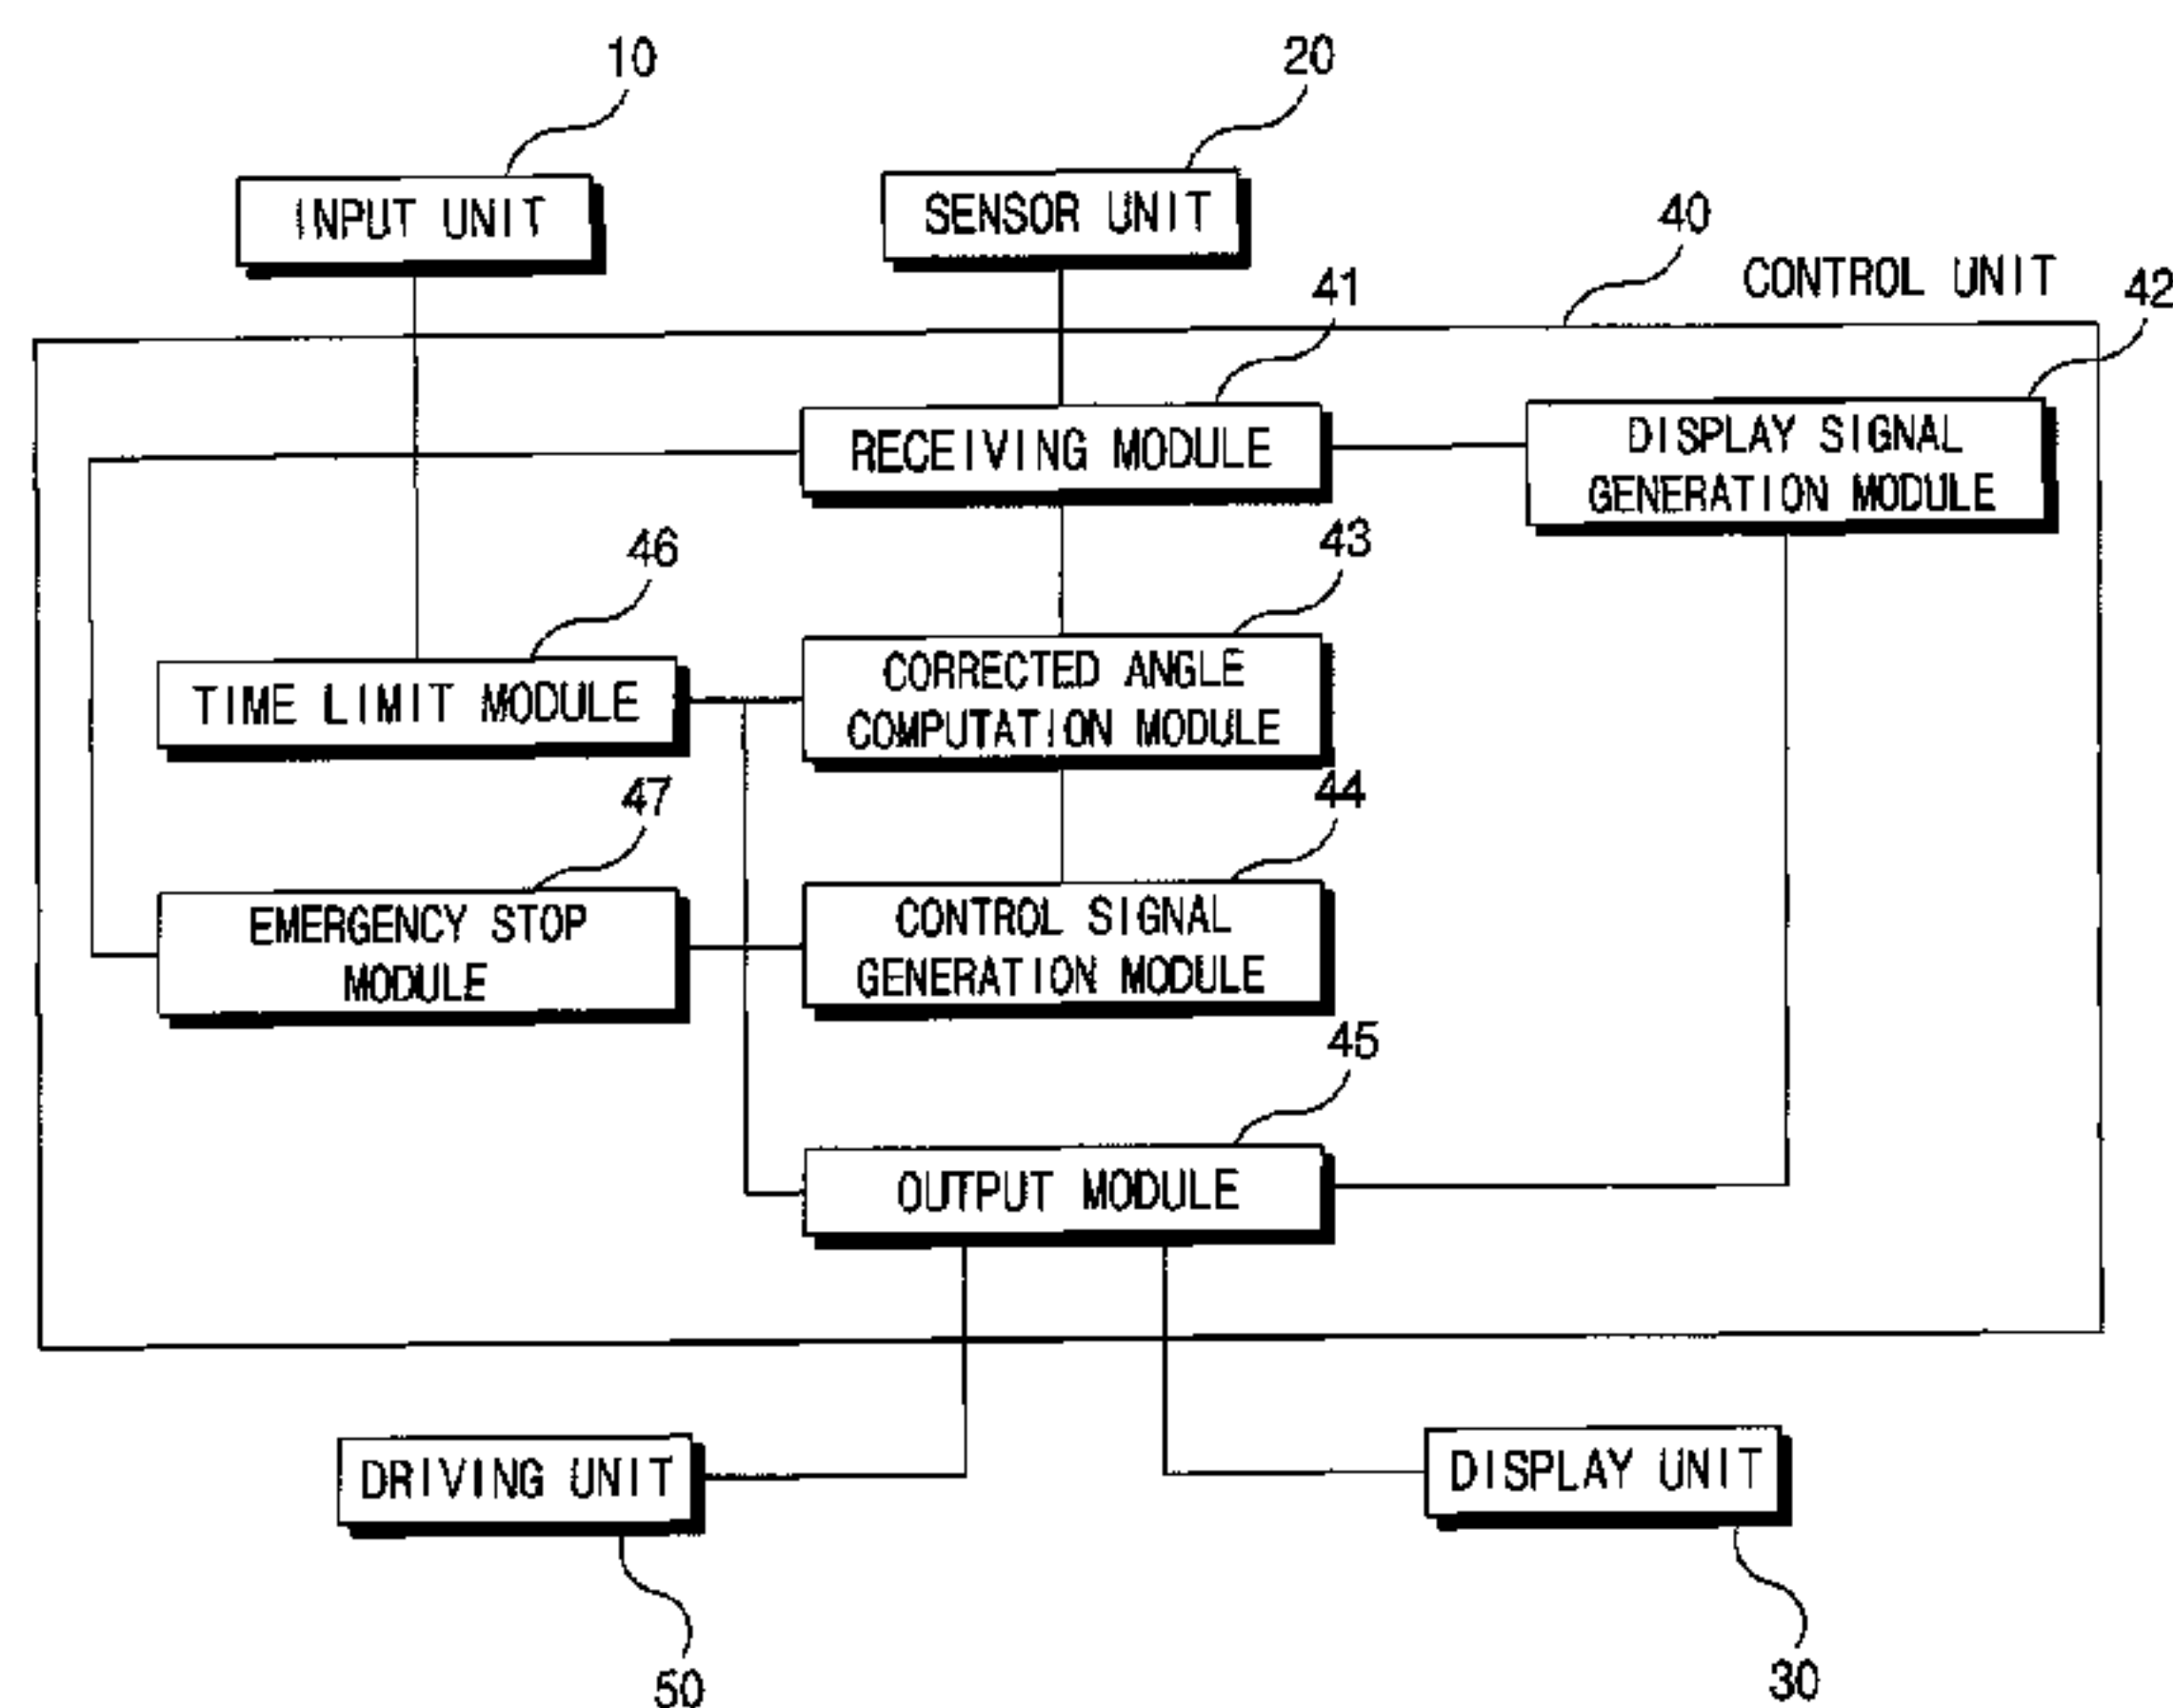 10
20
INPUT UNIT
SENSOR UNIT
40
CONTROL UNIT
41
42
RECEIVING MODULE
DISPLAY SIGNAL
GENERATION MODULE
46
43
TIME LIMIT MODULE
CORRECTED ANGLE
COMPUTATION MODULE
47
44
EMERGENCY STOP
MODULE
CONTROL SIGNAL
GENERATION MODULE
45
OUTPUT MODULE
DRIVING UNIT
DISPLAY UNIT
50
30